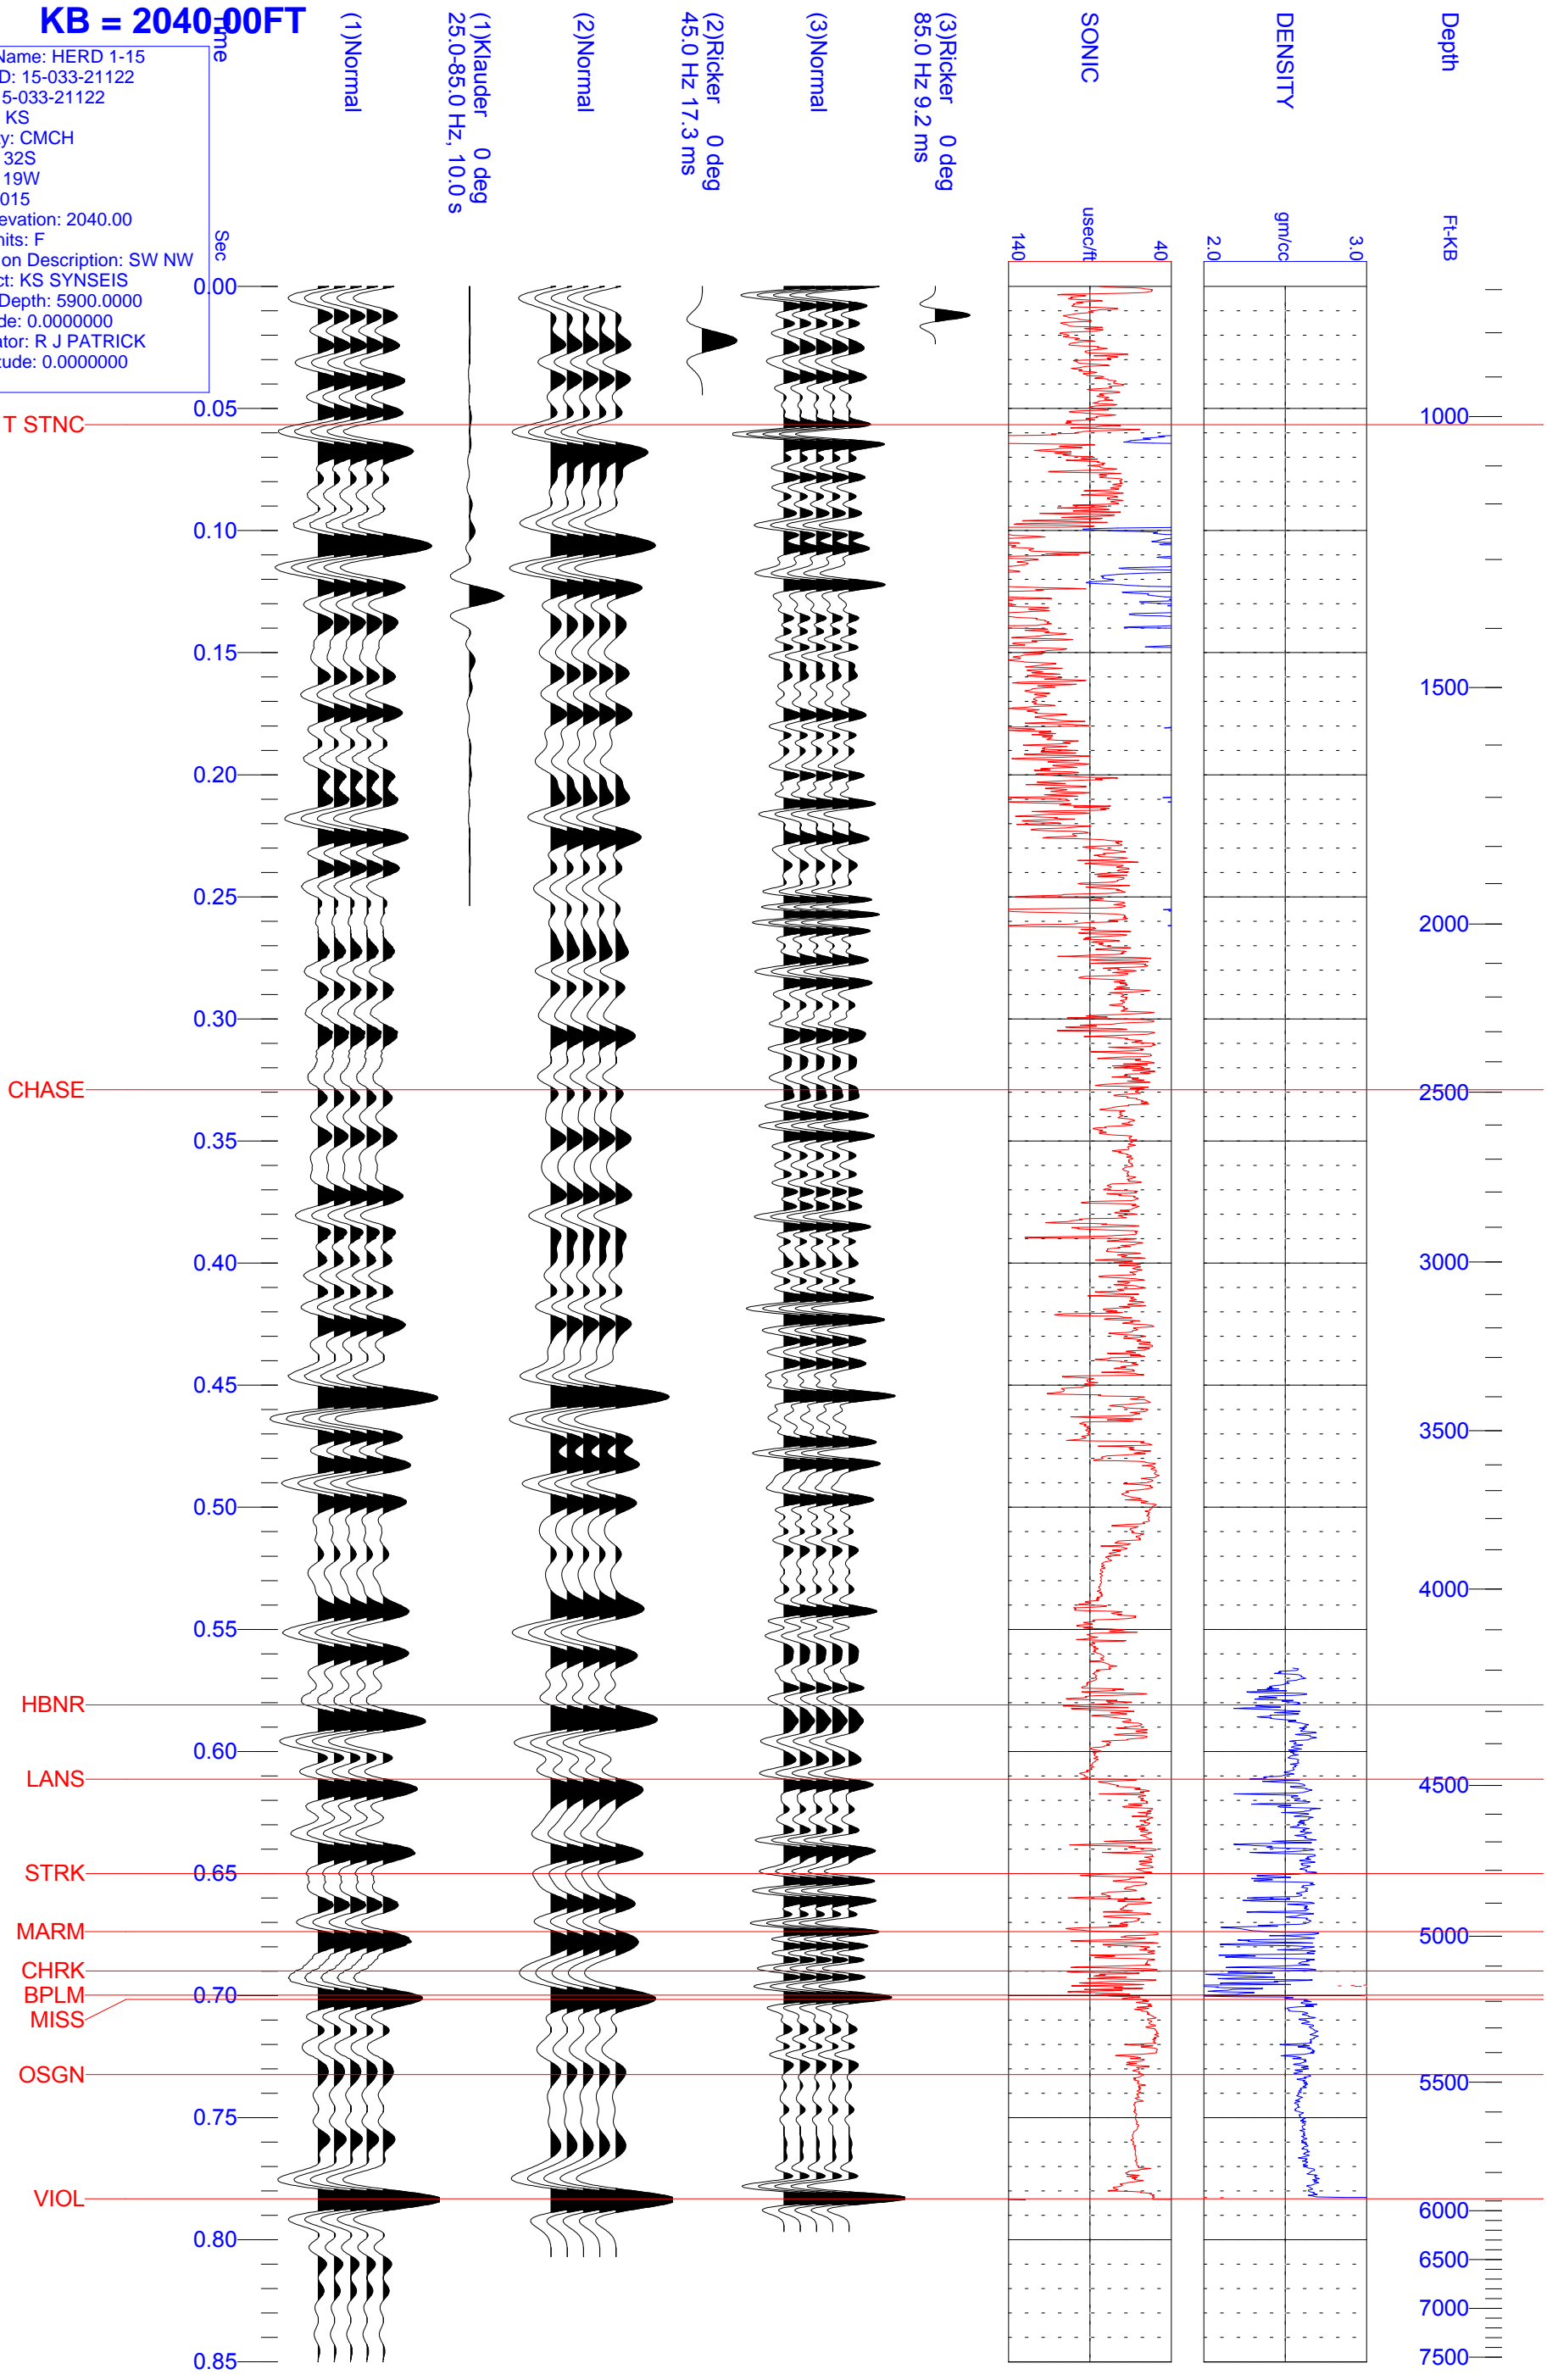 KB = 2040.00FT
Name: HERD 1-15
D: 15-033-21122
5-033-21122
KS
y: CMCH
32S
19W
015
evation: 2040.00
nits: F
on Description: SW NW
ct: KS SYNSEIS
Depth: 5900.0000
de: 0.0000000
ator: R J PATRICK
tude: 0.0000000
Time
Sec
(1)Normal
(1)Klauder 0 deg
25.0-85.0 Hz, 10.0 s
(2)Normal
(2)Ricker 0 deg
45.0 Hz 17.3 ms
(3)Normal
(3)Ricker 0 deg
85.0 Hz 9.2 ms
SONIC
usec/ft
140
40
DENSITY
gm/cc
2.0
3.0
Depth
Ft-KB
0.00
0.05
0.10
0.15
0.20
0.25
0.30
0.35
0.40
0.45
0.50
0.55
0.60
0.65
0.70
0.75
0.80
0.85
T STNC
CHASE
HBNR
LANS
STRK
MARM
CHRK
BPLM
MISS
OSGN
VIOL
1000
1500
2000
2500
3000
3500
4000
4500
5000
5500
6000
6500
7000
7500